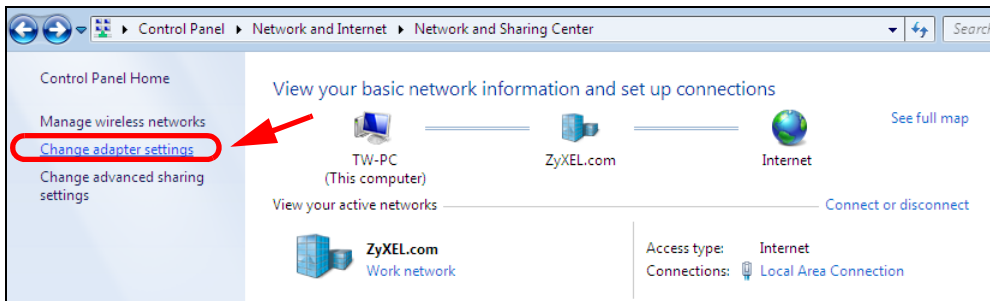 Control Panel Network and Internet Network and Sharing Center
Search
Control Panel Home
Manage wireless networks
Change adapter settings
Change advanced sharing
settings
View your basic network information and set up connections
See full map
TW-PC
(This computer)
ZyXEL.com
Internet
View your active networks
Connect or disconnect
ZyXEL.com
Work network
Access type: Internet
Connections: Local Area Connection